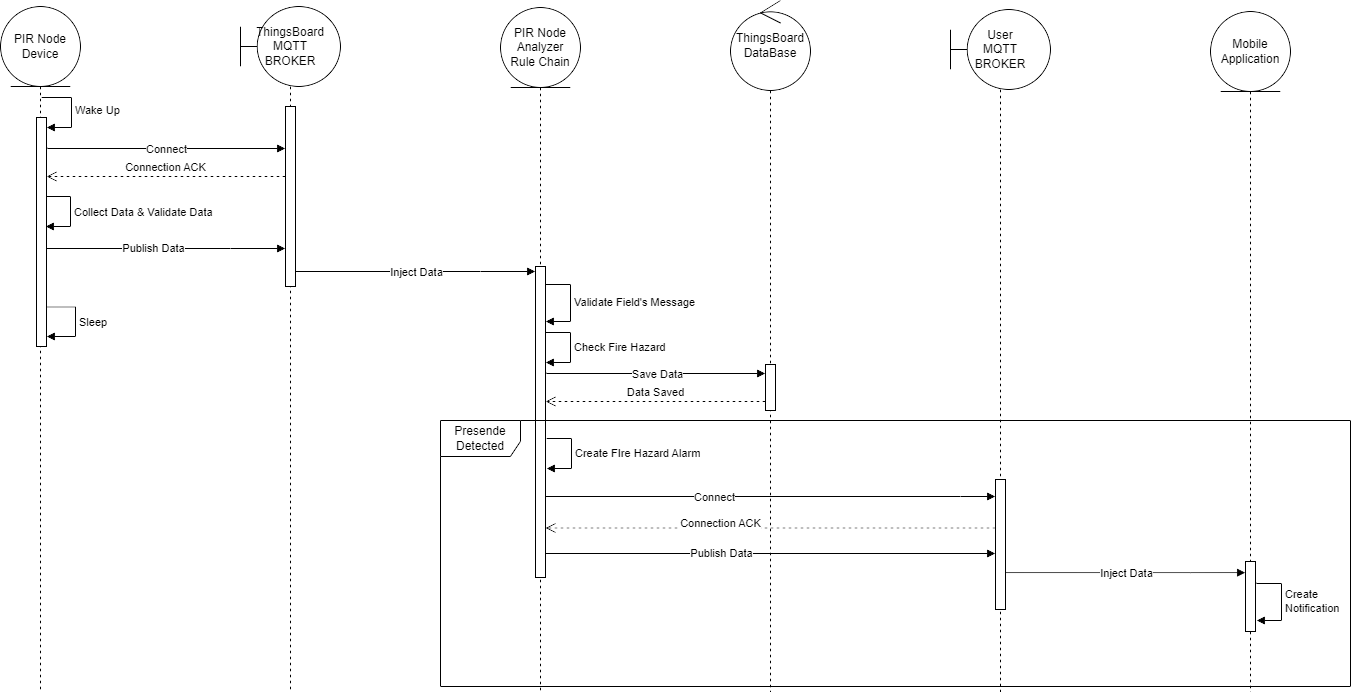 PIR Node
Device
ThingsBoard
MQTT
BROKER
PIR Node
Analyzer
Rule Chain
ThingsBoard
DataBase
User
MQTT
BROKER
Mobile
Application
Wake Up
Connect
Connection ACK
Collect Data & Validate Data
Publish Data
Inject Data
Validate Field's Message
Sleep
Check Fire Hazard
Save Data
Data Saved
Presende
Detected
Create FIre Hazard Alarm
Connect
Connection ACK
Publish Data
Inject Data
Create
Notification